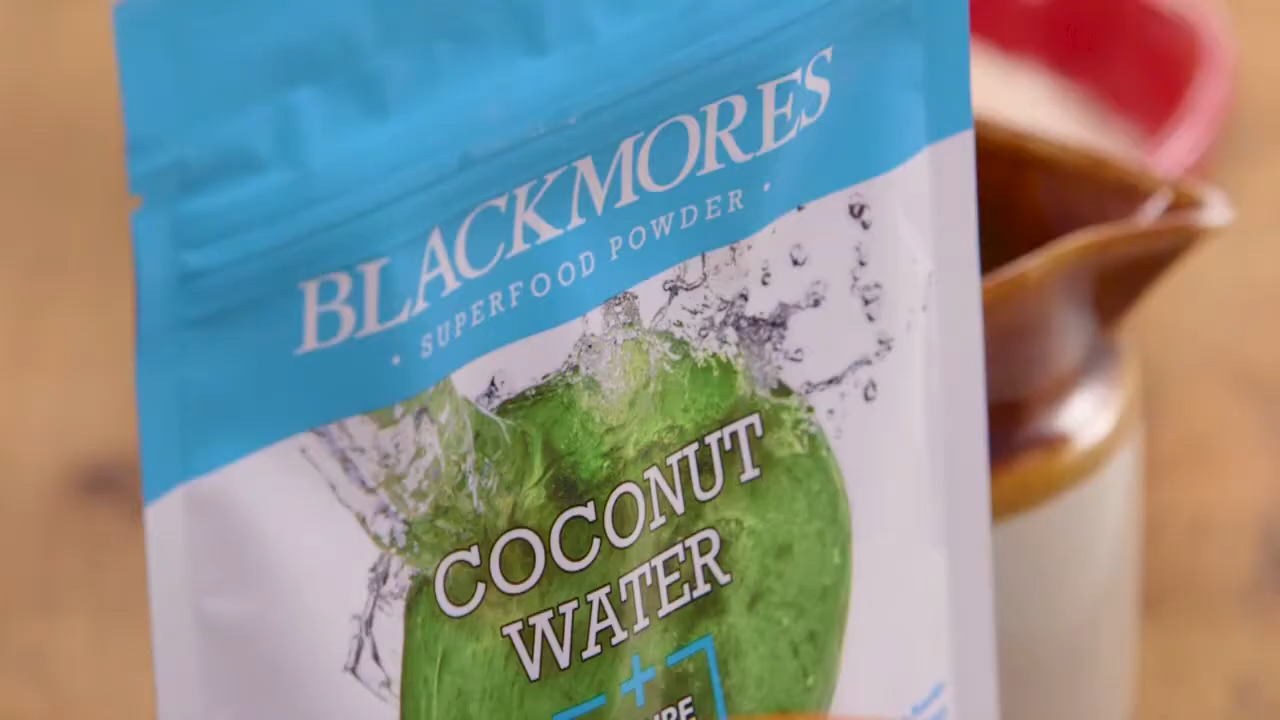 BLACKMORES
• SUPERFOOD POWDER •
COCONUT
WATER
+